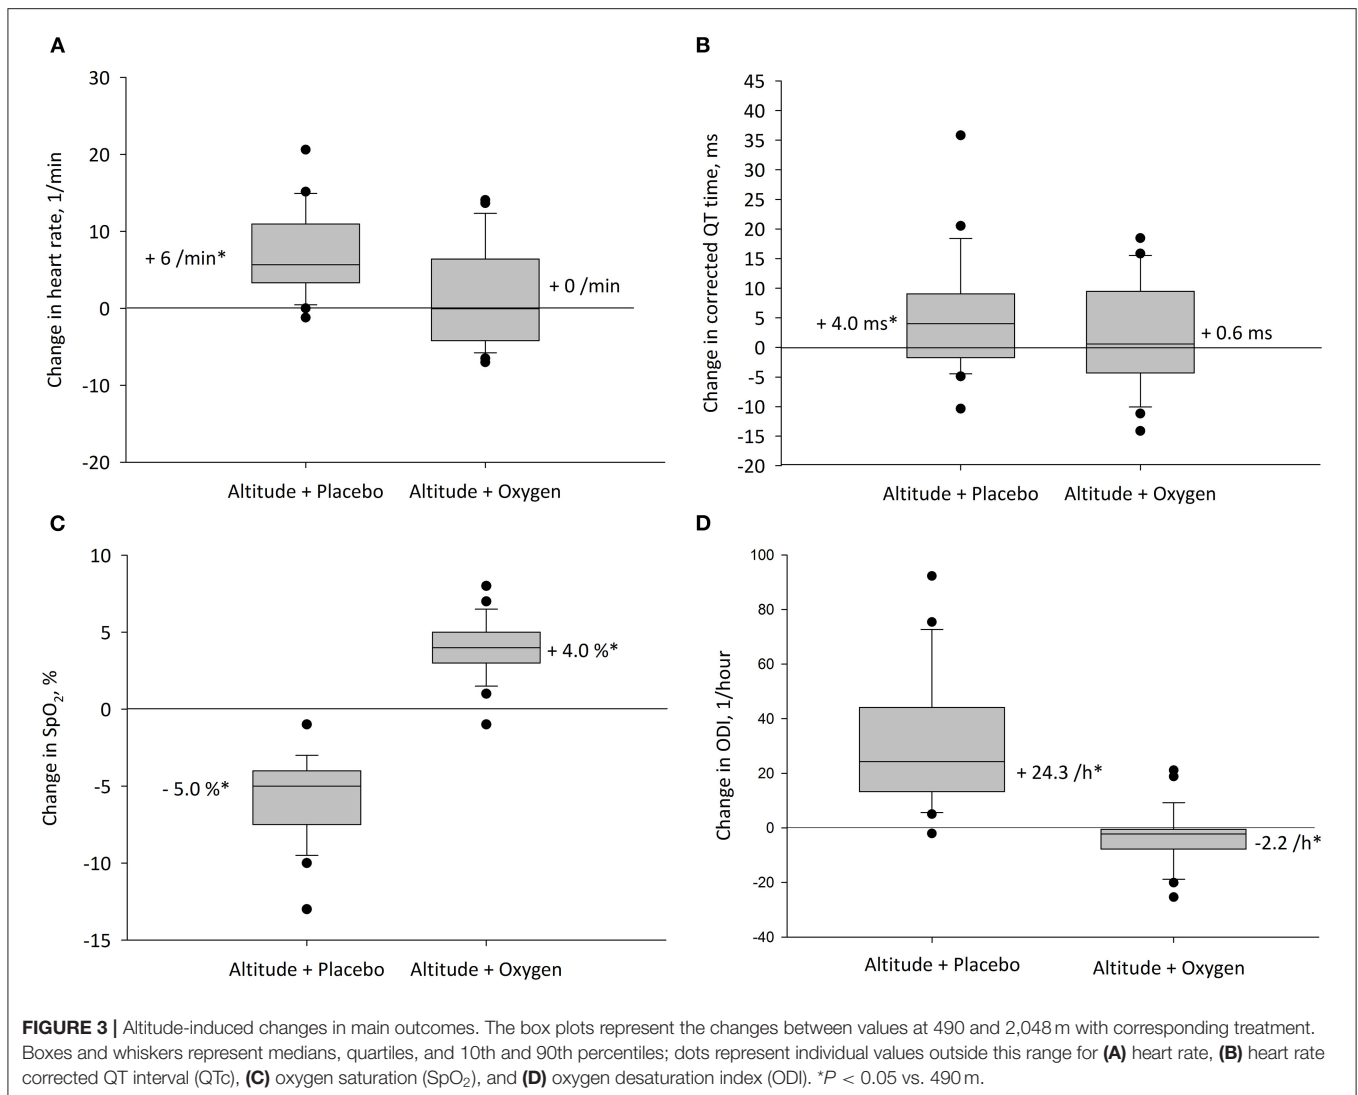 A
30
20
10
0
-10
-20
Change in heart rate, 1/min
+ 6 /min*
+ 0 /min
Altitude + Placebo
Altitude + Oxygen
B
45
40
35
30
25
20
15
10
5
0
-5
-10
-15
-20
Change in corrected QT time, ms
+ 4.0 ms*
+ 0.6 ms
Altitude + Placebo
Altitude + Oxygen
C
10
5
0
-5
-10
-15
Change in SpO2, %
- 5.0 %*
+ 4.0 %*
Altitude + Placebo
Altitude + Oxygen
D
100
80
60
40
20
0
-20
-40
Change in ODI, 1/hour
+ 24.3 /h*
-2.2 /h*
Altitude + Placebo
Altitude + Oxygen
FIGURE 3 | Altitude-induced changes in main outcomes. The box plots represent the changes between values at 490 and 2,048 m with corresponding treatment.
Boxes and whiskers represent medians, quartiles, and 10th and 90th percentiles; dots represent individual values outside this range for (A) heart rate, (B) heart rate
corrected QT interval (QTc), (C) oxygen saturation (SpO2), and (D) oxygen desaturation index (ODI). *P < 0.05 vs. 490 m.